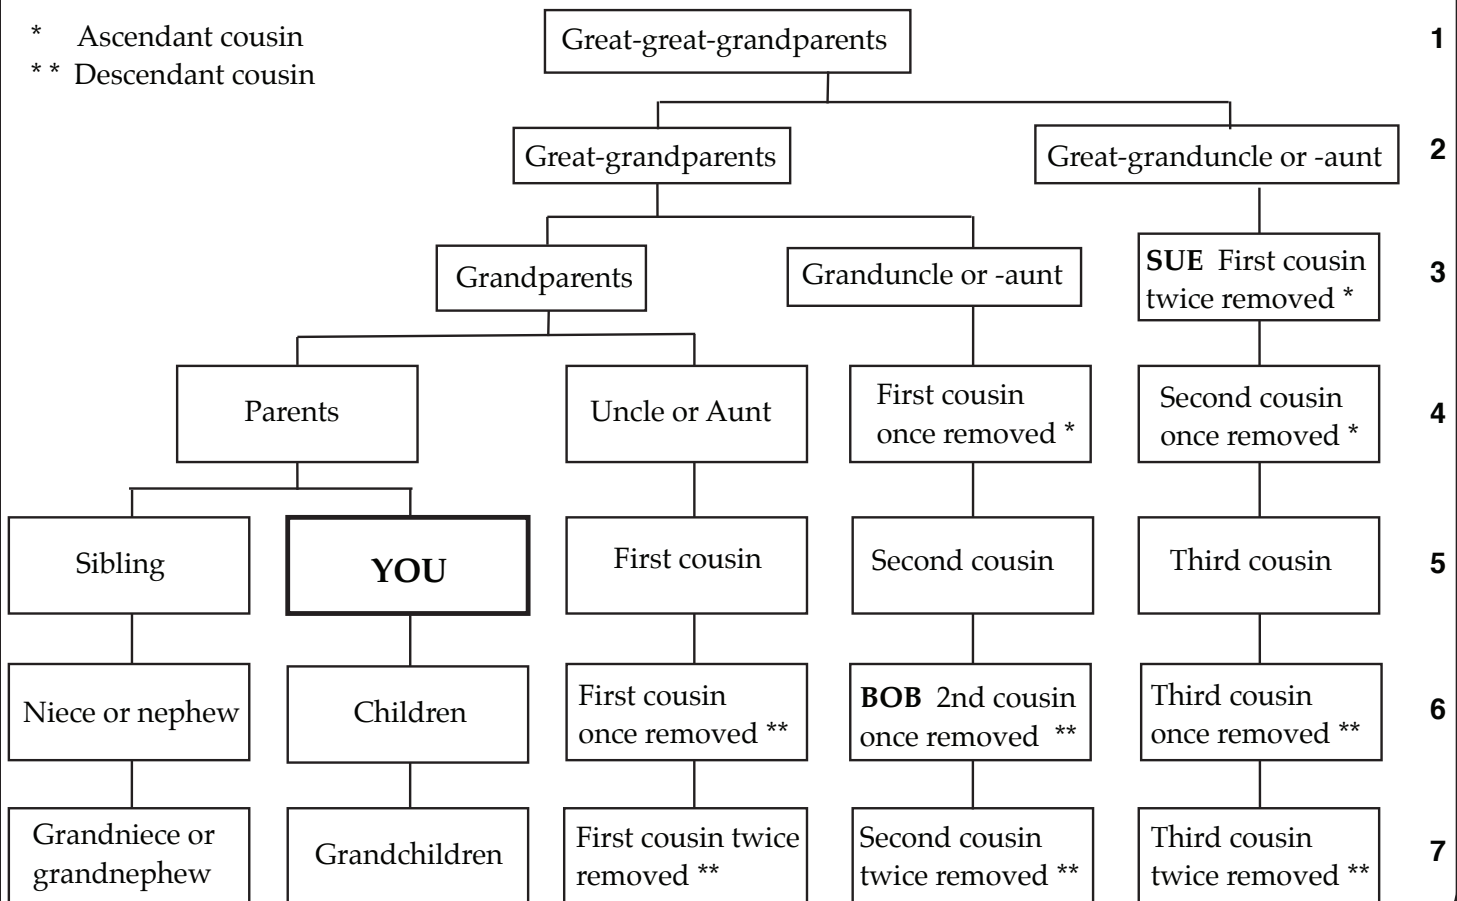 * Ascendant cousin
* * Descendant cousin
Great-great-grandparents
1
Great-grandparents
Great-granduncle or -aunt
2
Grandparents
Granduncle or -aunt
SUE First cousin
twice removed *
3
Parents
Uncle or Aunt
First cousin
once removed *
Second cousin
once removed *
4
Sibling
YOU
First cousin
Second cousin
Third cousin
5
Niece or nephew
Children
First cousin
once removed **
BOB 2nd cousin
once removed **
Third cousin
once removed **
6
Grandniece or
grandnephew
Grandchildren
First cousin twice
removed **
Second cousin
twice removed **
Third cousin
twice removed **
7